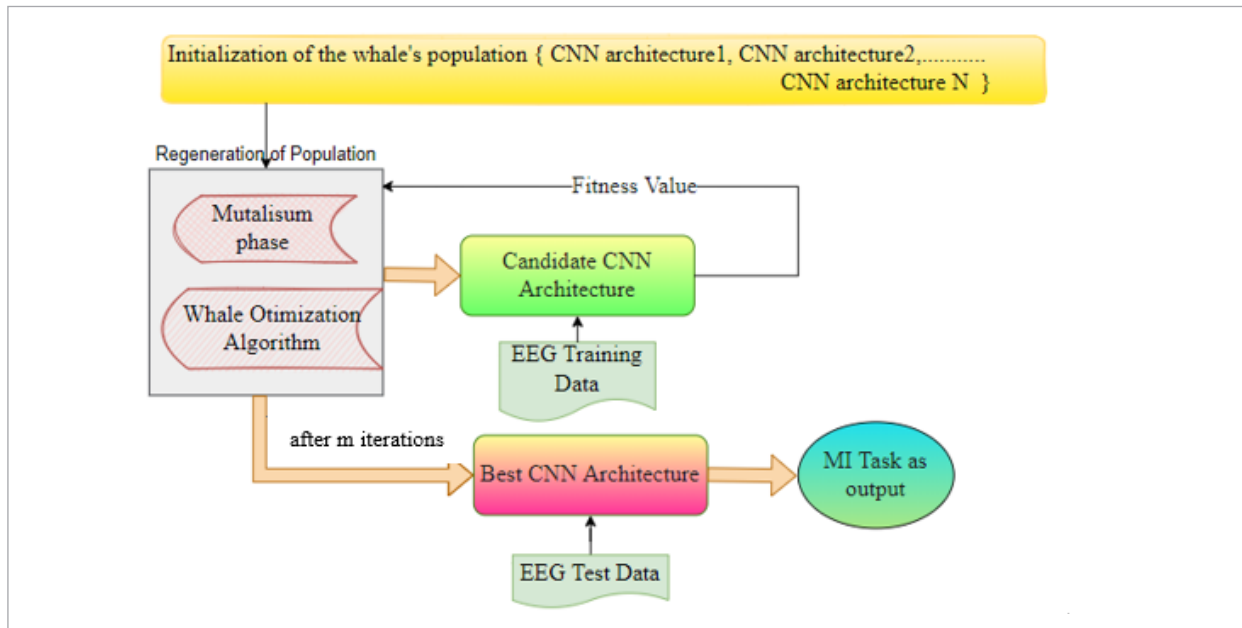 Initialization of the whale's population { CNN architecture1, CNN architecture2,...........
CNN architecture N }
Regeneration of Population
Fitness Value
Mutalisum
phase
Candidate CNN
Architecture
Whale Otimization
Algorithm
EEG Training
Data
after m iterations
Best CNN Architecture
MI Task as
output
EEG Test Data